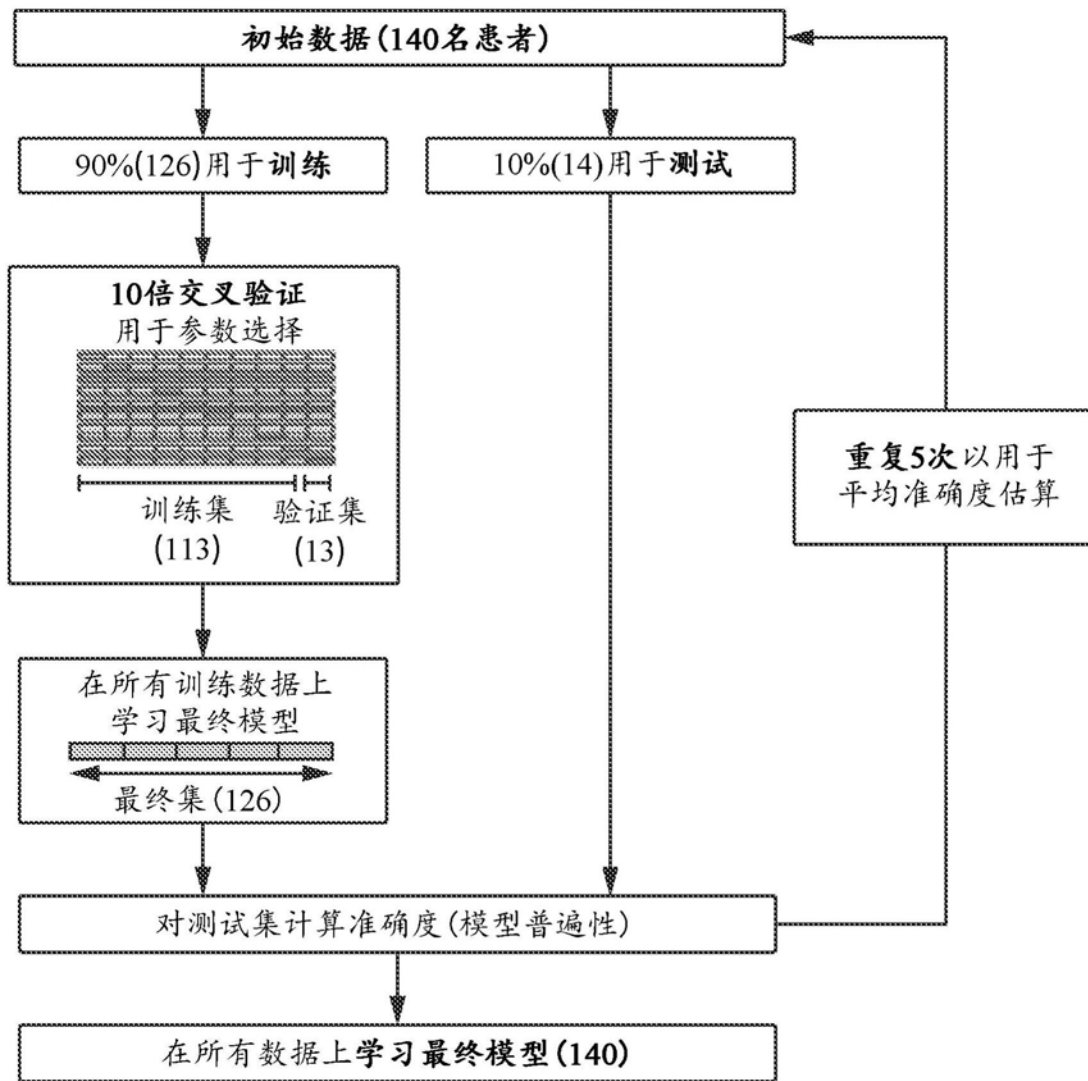 初始数据(140名患者)
90%(126)用于训练
10%(14)用于测试
10倍交叉验证
用于参数选择
训练集
(113)
验证集
(13)
重复5次以用于
平均准确度估算
在所有训练数据上
学习最终模型
最终集(126)
对测试集计算准确度(模型普遍性)
在所有数据上学习最终模型(140)